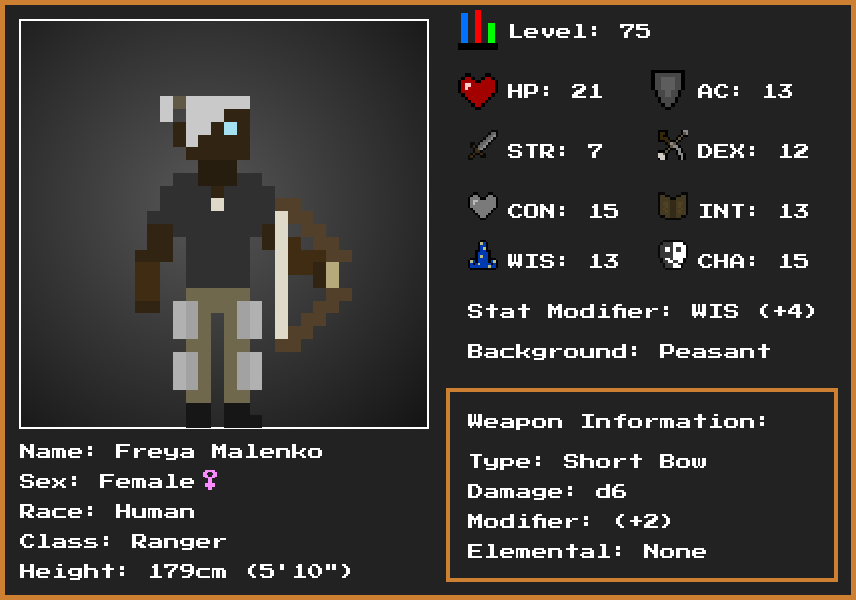 Level: 75
HP: 21
AC: 13
STR: 7
DEX: 12
CON: 15
INT: 13
WIS: 13
CHA: 15
Stat Modifier: WIS (+4)
Background: Peasant
Weapon Information:
Type: Short Bow
Damage: d6
Modifier: (+2)
Elemental: None
Name: Freya Malenko
Sex: Female♀
Race: Human
Class: Ranger
Height: 179cm (5'10")